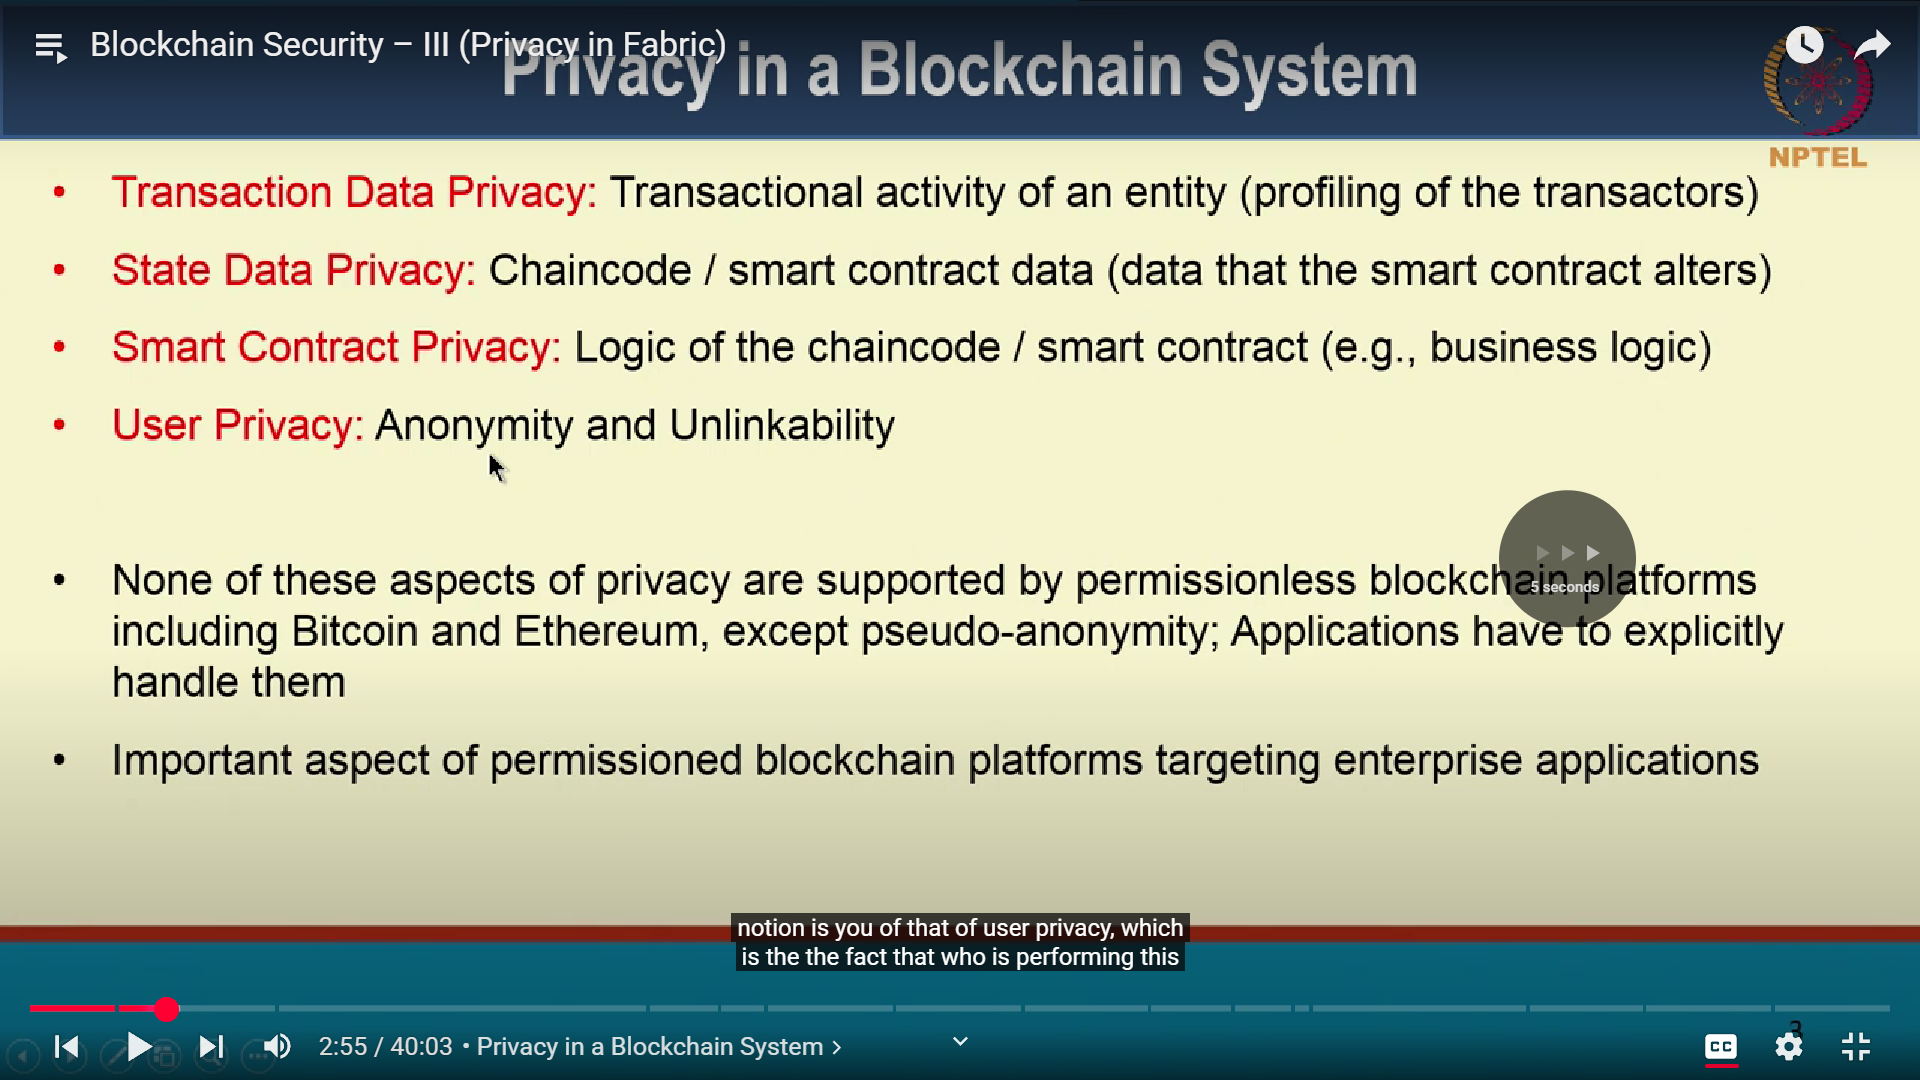 Blockchain Security – III (Privacy in Fabric)
Privacy in a Blockchain System
NPTEL
• Transaction Data Privacy: Transactional activity of an entity (profiling of the transactors)
• State Data Privacy: Chaincode / smart contract data (data that the smart contract alters)
• Smart Contract Privacy: Logic of the chaincode / smart contract (e.g., business logic)
• User Privacy: Anonymity and Unlinkability
• None of these aspects of privacy are supported by permissionless blockchain platforms
including Bitcoin and Ethereum, except pseudo-anonymity; Applications have to explicitly
handle them
5 seconds
• Important aspect of permissioned blockchain platforms targeting enterprise applications
notion is you of that of user privacy, which
is the the fact that who is performing this
3
2:55 / 40:03 • Privacy in a Blockchain System
CC